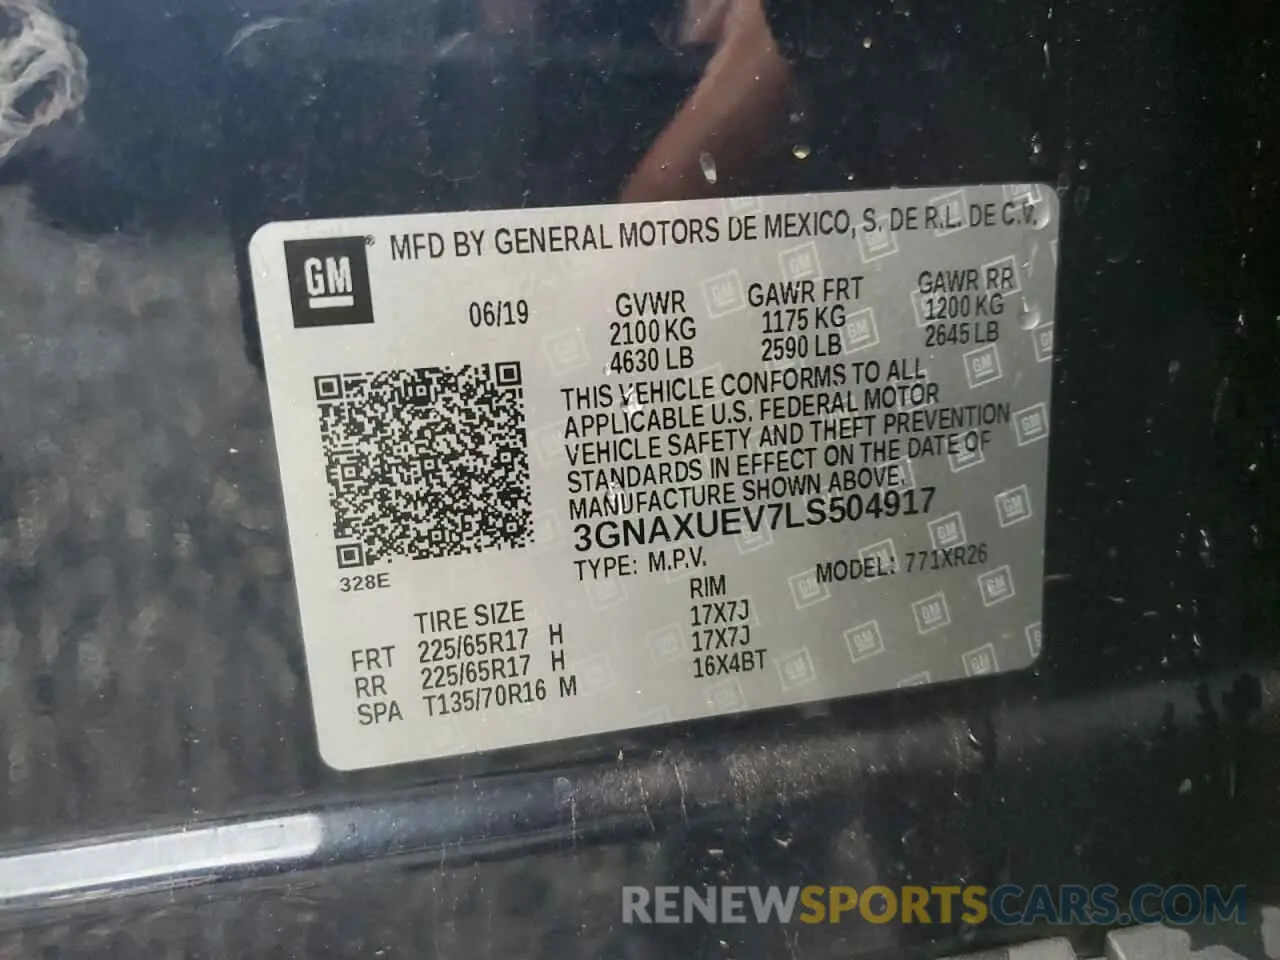 GM ® MFD BY GENERAL MOTORS DE MEXICO, S. DE R.L. DE C.V.
06/19 GVWR GAWR FRT GAWR RR
2100 KG 1175 KG 1200 KG
4630 LB 2590 LB 2645 LB
THIS VEHICLE CONFORMS TO ALL
APPLICABLE U.S. FEDERAL MOTOR
VEHICLE SAFETY AND THEFT PREVENTION
STANDARDS IN EFFECT ON THE DATE OF
MANUFACTURE SHOWN ABOVE.
3GNAXUEV7LS504917
328E TYPE: M.P.V. MODEL: 771XR26
TIRE SIZE RIM
FRT 225/65R17 H 17X7J
RR 225/65R17 H 17X7J
SPA T135/70R16 M 16X4BT
RENEWSPORTSCARS.COM